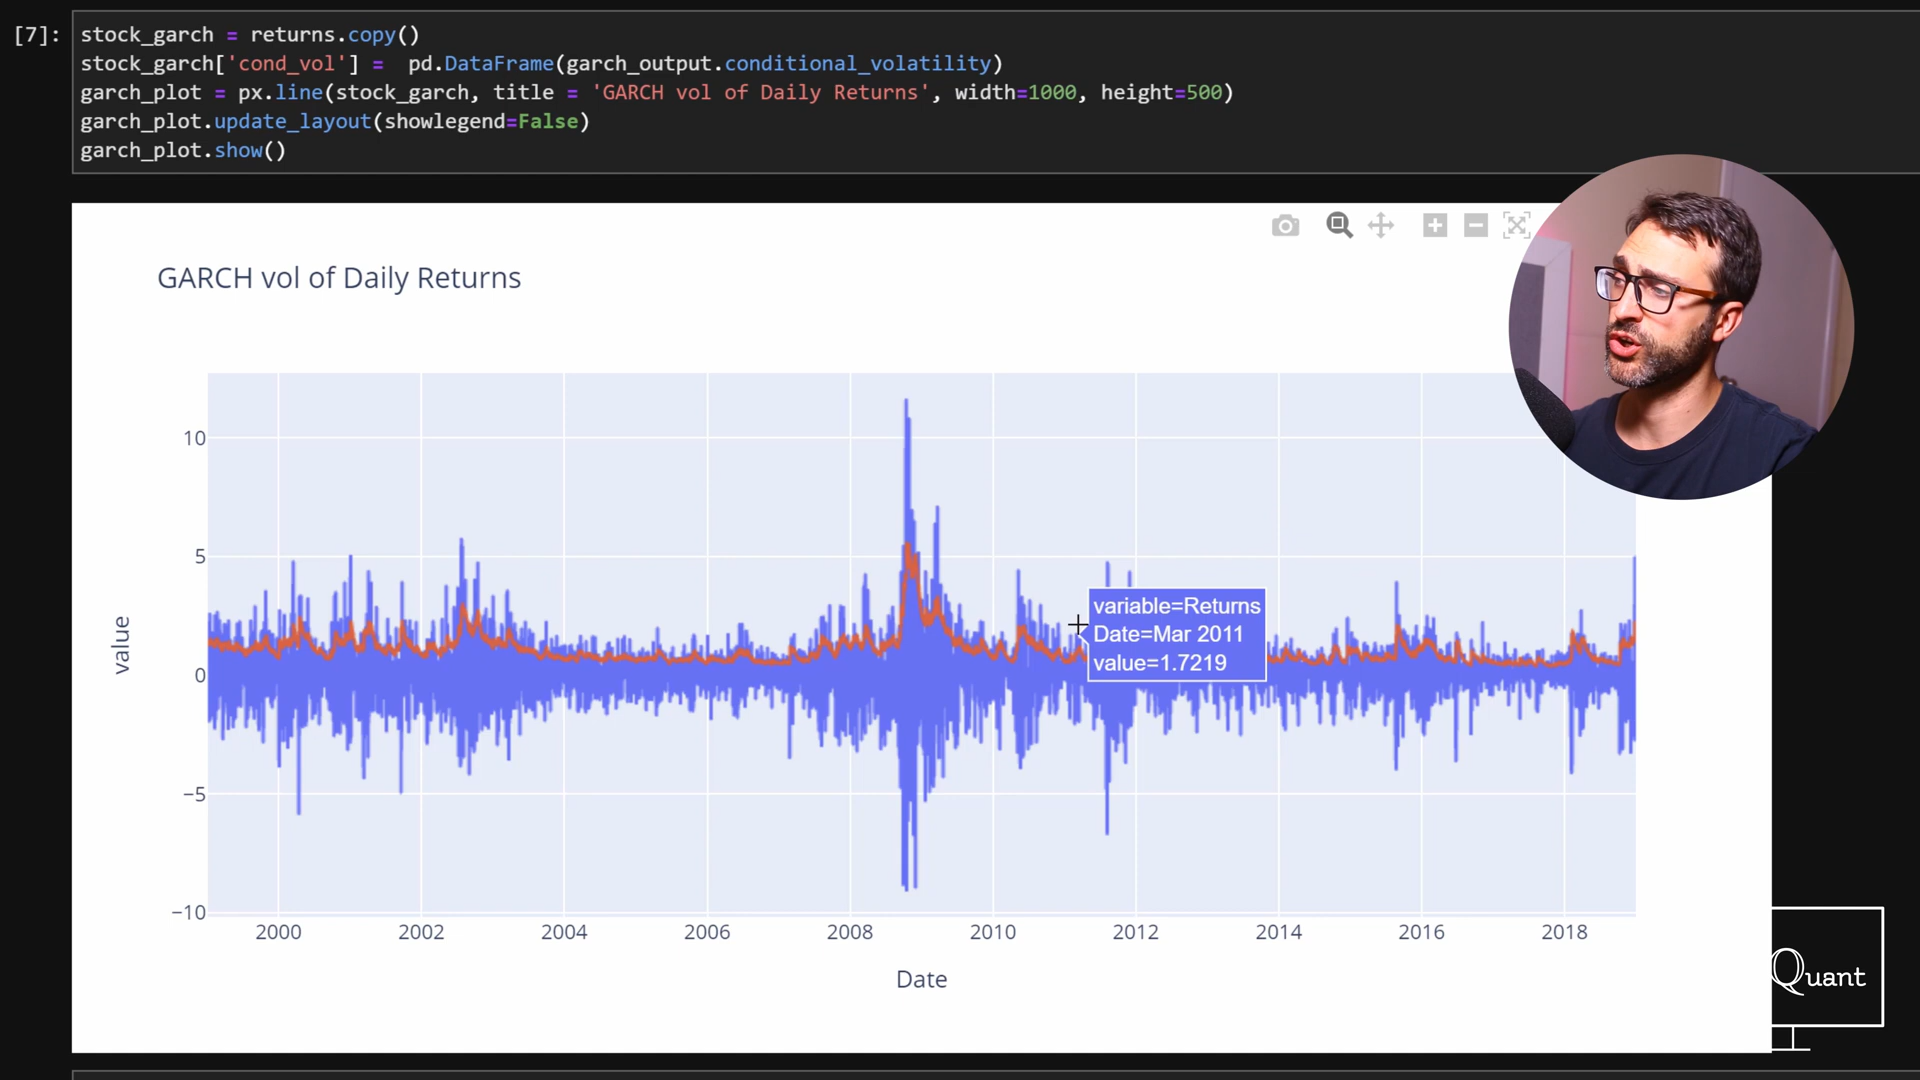 [7]: stock_garch = returns.copy()
stock_garch['cond_vol'] =  pd.DataFrame(garch_output.conditional_volatility)
garch_plot = px.line(stock_garch, title = 'GARCH vol of Daily Returns', width=1000, height=500)
garch_plot.update_layout(showlegend=False)
garch_plot.show()
GARCH vol of Daily Returns
10
5
0
−5
−10
value
variable=Returns
Date=Mar 2011
value=1.7219
2000 2002 2004 2006 2008 2010 2012 2014 2016 2018
Date
Quant